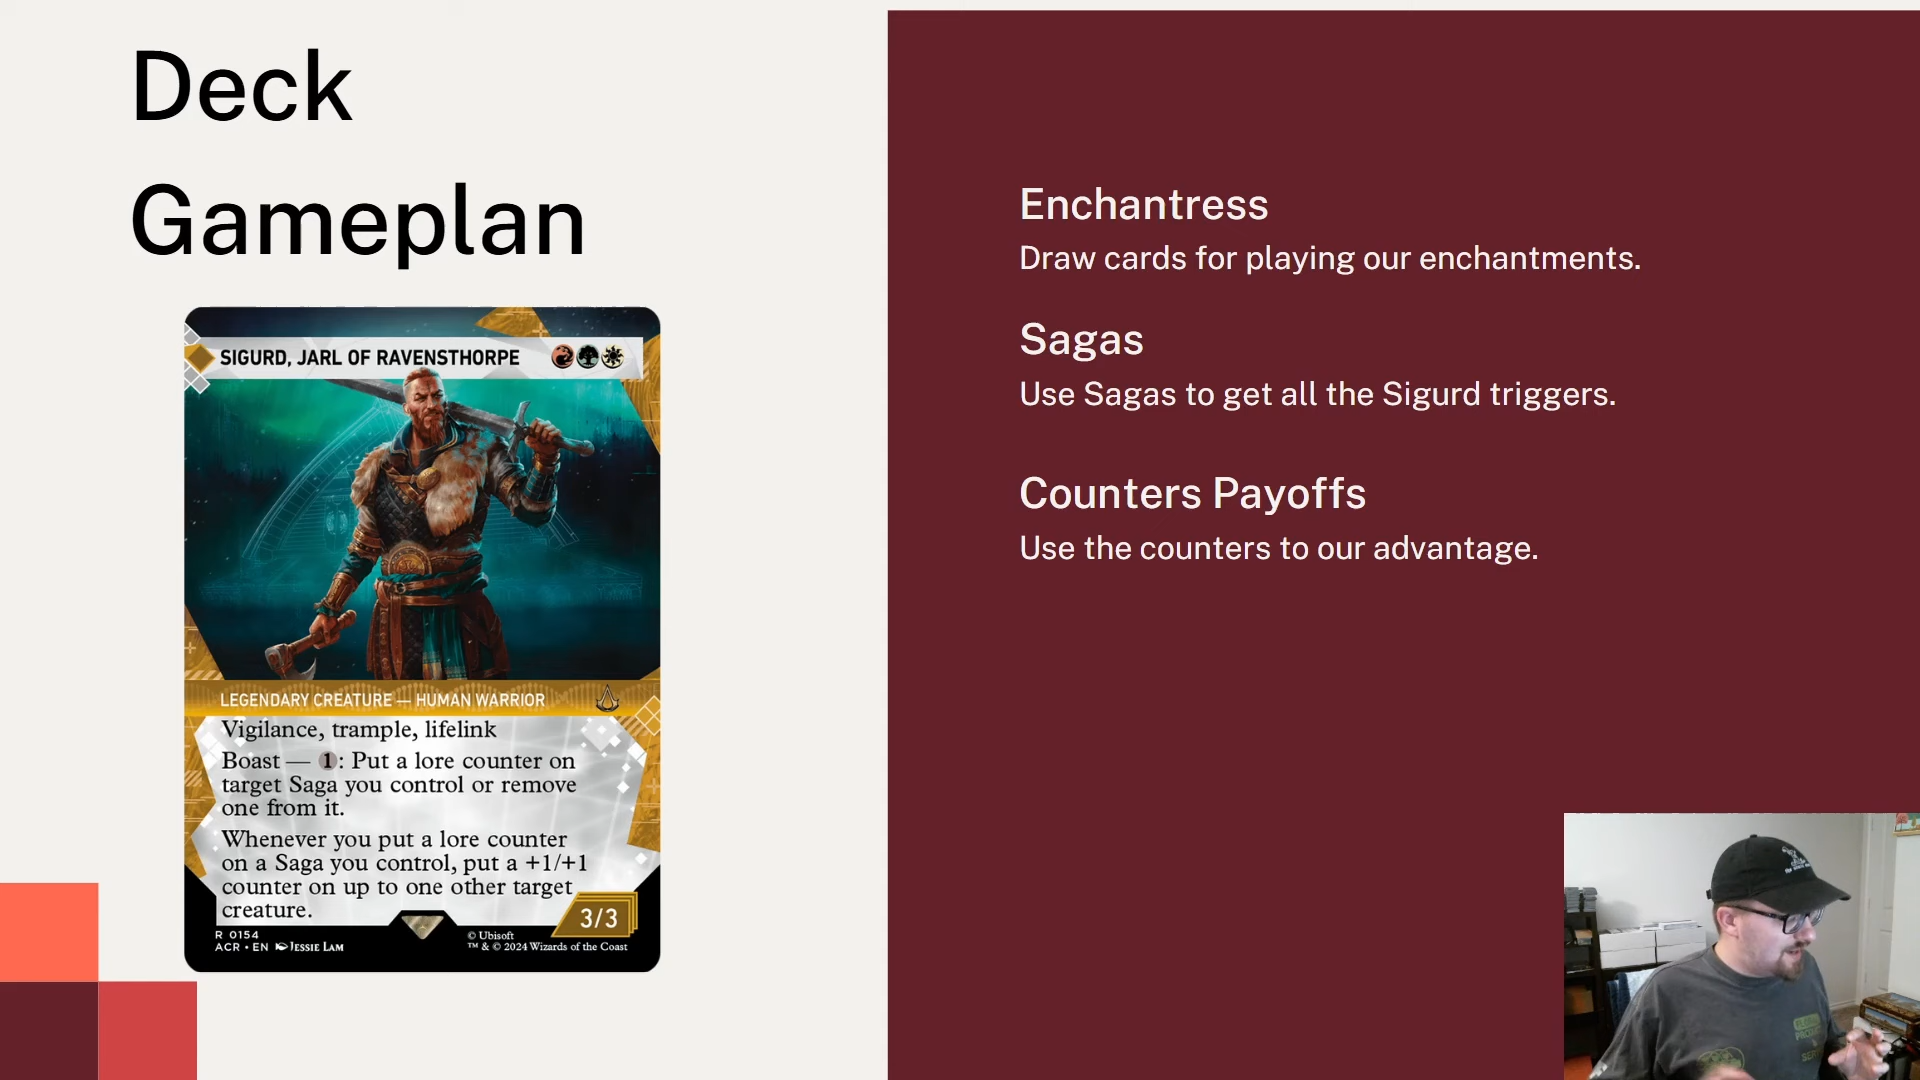 Deck
Gameplan
SIGURD, JARL OF RAVENSTHORPE
LEGENDARY CREATURE — HUMAN WARRIOR
Vigilance, trample, lifelink
Boast — 1: Put a lore counter on
target Saga you control or remove
one from it.
Whenever you put a lore counter
on a Saga you control, put a +1/+1
counter on up to one other target
creature.
3/3
R 0154
ACR • EN JESSIE LAM
© Ubisoft
™ & © 2024 Wizards of the Coast
Enchantress
Draw cards for playing our enchantments.
Sagas
Use Sagas to get all the Sigurd triggers.
Counters Payoffs
Use the counters to our advantage.